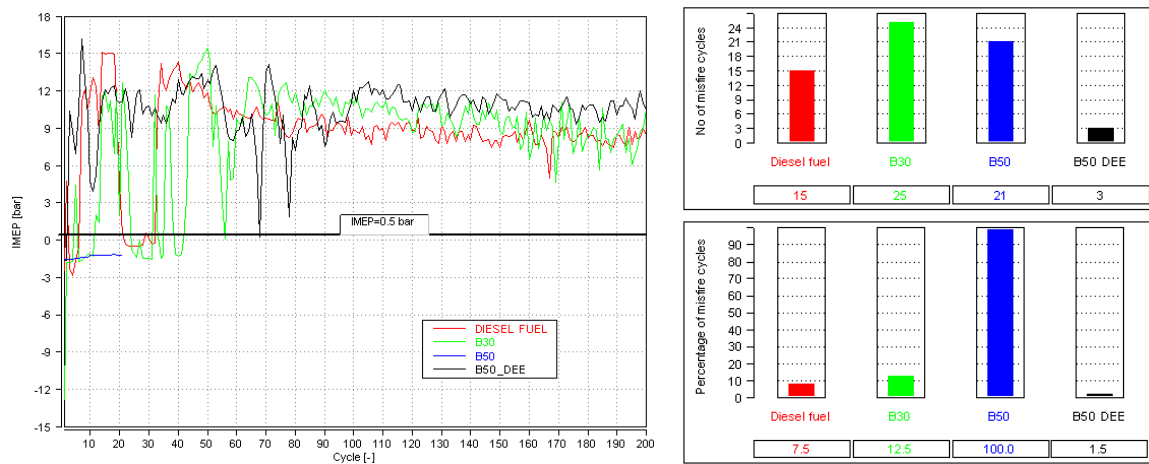 18
15
12
9
6
3
0
-3
-6
-9
-12
-15
IMEP [bar]
IMEP=0.5 bar
DIESEL FUEL
B30
B50
B50_DEE
10 20 30 40 50 60 70 80 90 100 110 120 130 140 150 160 170 180 190 200
Cycle [-]
No of misfire cycles
24
21
18
15
12
9
6
3
0
Diesel fuel B30 B50 B50 DEE
15 25 21 3
Percentage of misfire cycles
90
80
70
60
50
40
30
20
10
0
Diesel fuel B30 B50 B50 DEE
7.5 12.5 100.0 1.5